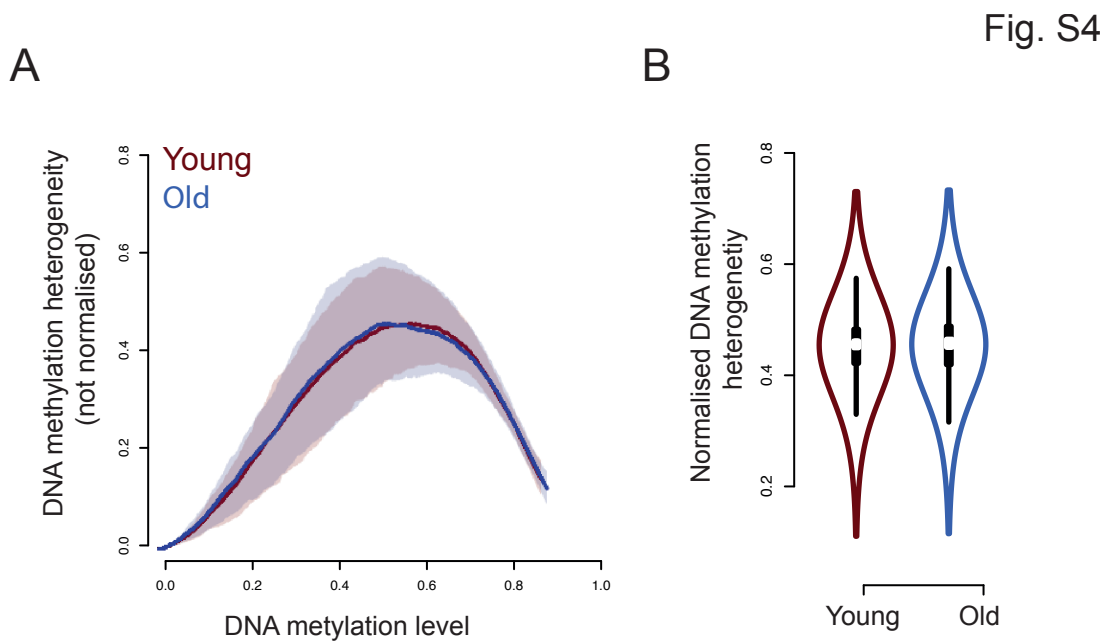 Fig. S4
A
DNA methylation heterogeneity
(not normalised)
0.8
0.6
0.4
0.2
0.0
Young
Old
0.0 0.2 0.4 0.6 0.8 1.0
DNA metylation level
B
Normalised DNA methylation
heterogenetiy
0.8
0.6
0.4
0.2
Young Old